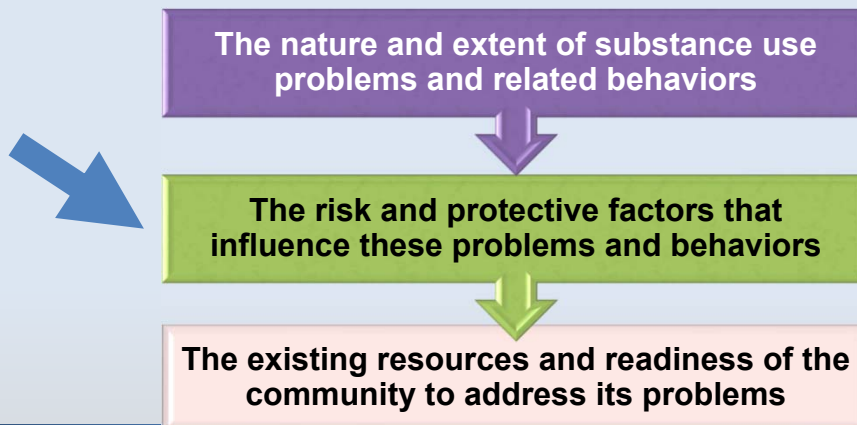 The nature and extent of substance use
problems and related behaviors
The risk and protective factors that
influence these problems and behaviors
The existing resources and readiness of the
community to address its problems